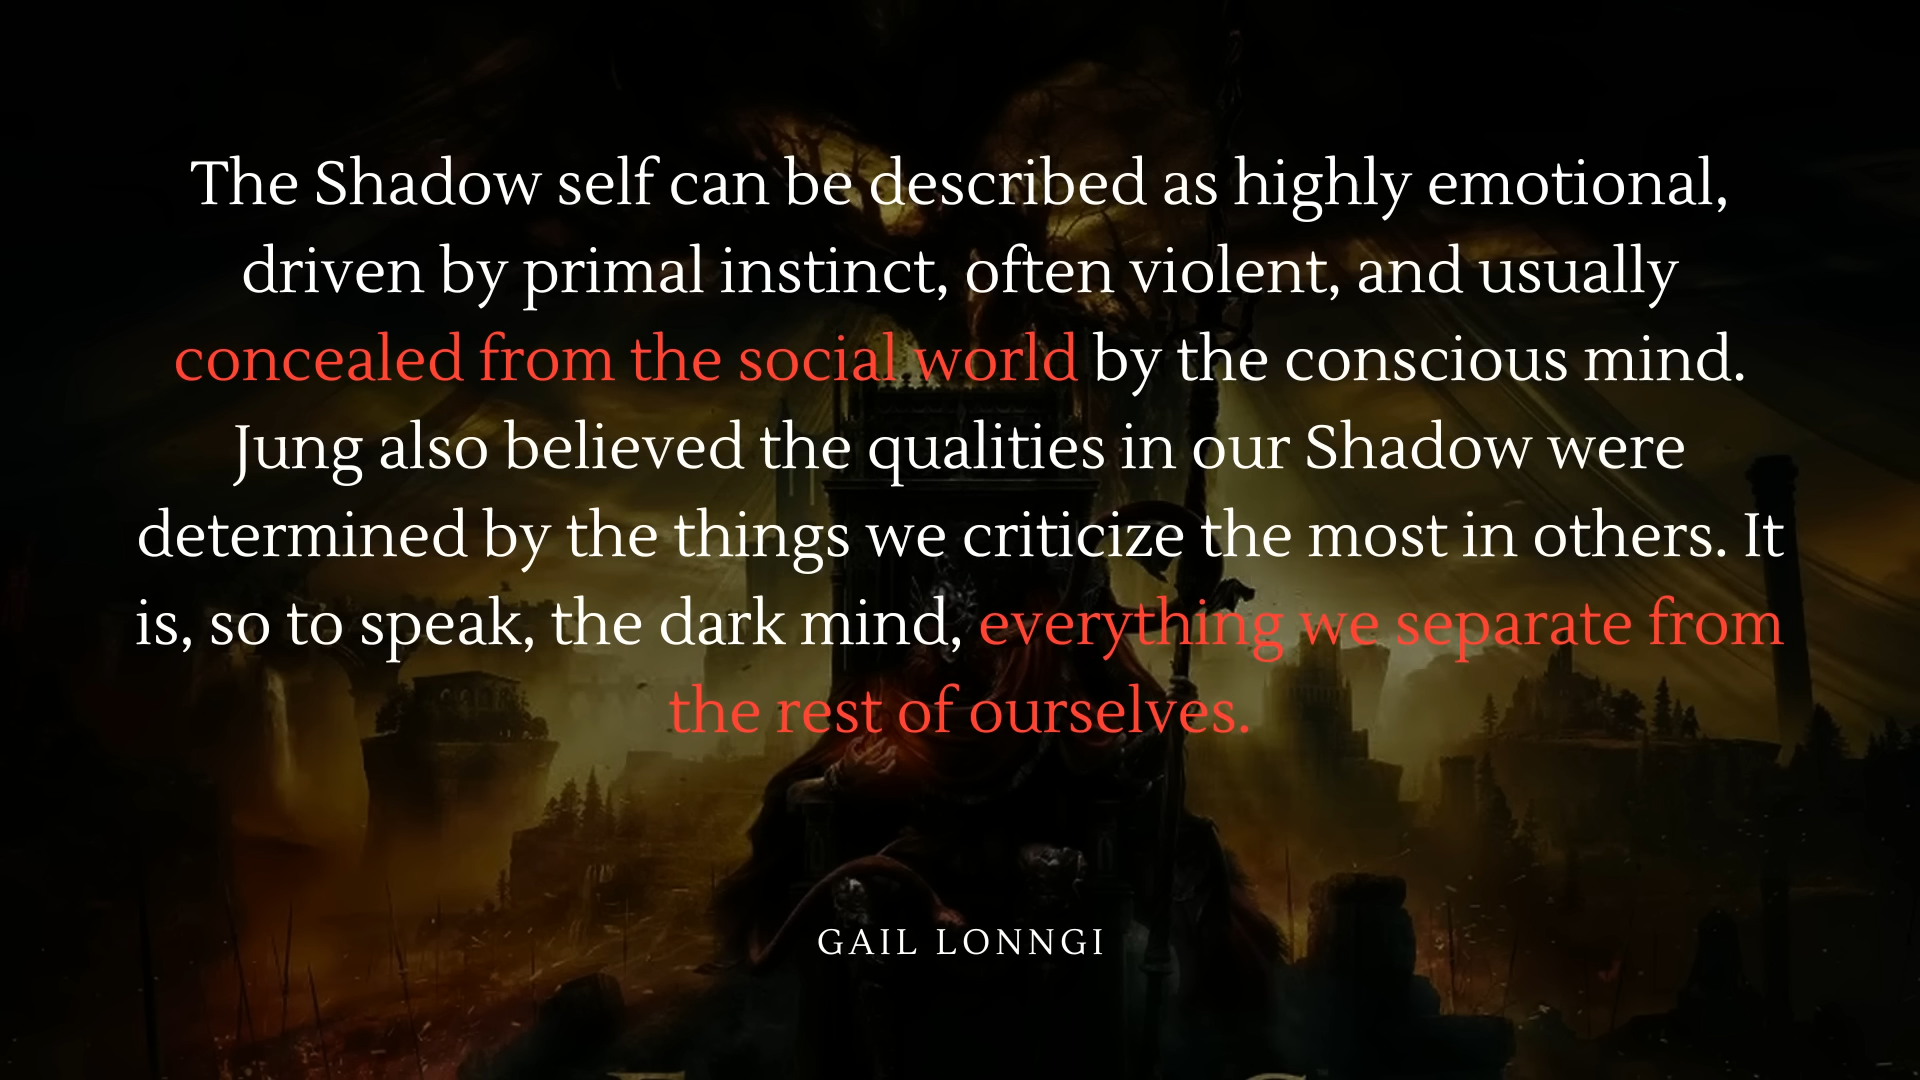 The Shadow self can be described as highly emotional,
driven by primal instinct, often violent, and usually
concealed from the social world by the conscious mind.
Jung also believed the qualities in our Shadow were
determined by the things we criticize the most in others. It
is, so to speak, the dark mind, everything we separate from
the rest of ourselves.
GAIL LONNGI